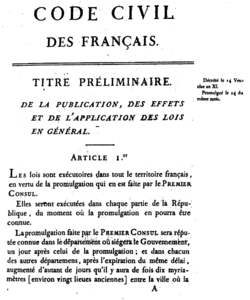 CODE CIVIL
DES FRANÇAIS.
TITRE PRÉLIMINAIRE.
Décrété le 14 Ven-
tôse an XI.
Promulgué le 24 du
même mois.
DE LA PUBLICATION, DES EFFETS
ET DE L'APPLICATION DES LOIS
EN GÉNÉRAL.
ARTICLE 1.er
LES lois sont exécutoires dans tout le territoire français,
en vertu de la promulgation qui en est faite par le PREMIER
CONSUL.
Elles seront exécutées dans chaque partie de la Répu-
blique, du moment où la promulgation en pourra être
connue.
La promulgation faite par le PREMIER CONSUL sera répu-
tée connue dans le département où siégera le Gouvernement,
un jour après celui de la promulgation; et dans chacun
des autres départemens, après l'expiration du même délai,
augmenté d'autant de jours qu'il y aura de fois dix myria-
mètres [environ vingt lieues anciennes] entre la ville où la
A